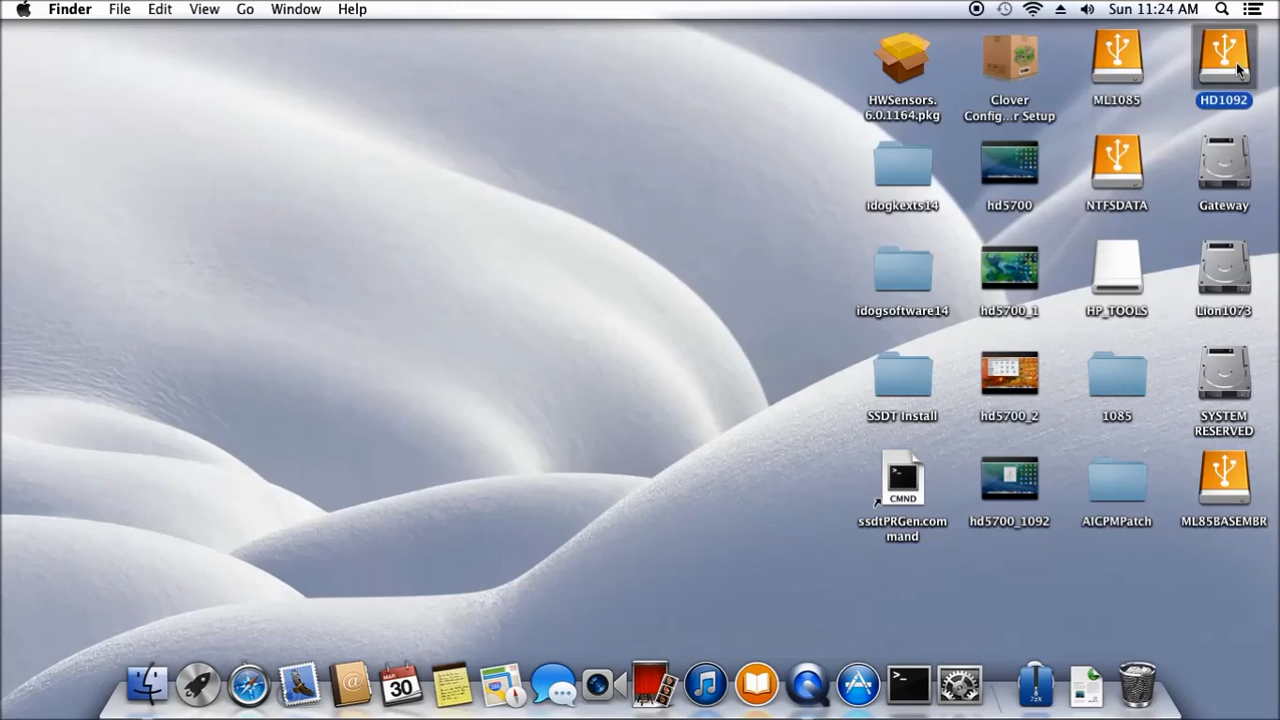 Finder File Edit View Go Window Help Sun 11:24 AM
HWSensors.
6.0.1164.pkg
Clover
Config...r Setup
ML1085
HD1092
idogkexts14
hd5700
NTFSDATA
Gateway
idogsoftware14
hd5700_1
HP_TOOLS
Lion1073
SSDT Install
hd5700_2
1085
SYSTEM
RESERVED
CMND
ssdtPRGen.com
mand
hd5700_1092
AICPMPatch
ML85BASEMBR
MAR
30
7ZX